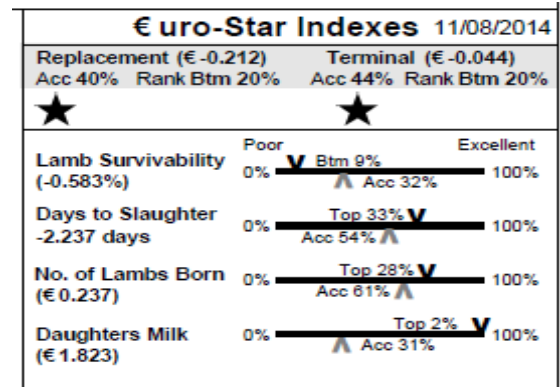 € uro-Star Indexes 11/08/2014
Replacement (€ -0.212) Terminal (€ -0.044)
Acc 40% Rank Btm 20% Acc 44% Rank Btm 20%
Poor Excellent
Lamb Survivability 0% Btm 9% 100%
(-0.583%) Acc 32%
Days to Slaughter 0% Top 33% 100%
-2.237 days Acc 54%
No. of Lambs Born 0% Top 28% 100%
(€ 0.237) Acc 61%
Daughters Milk 0% Top 2% 100%
(€ 1.823) Acc 31%